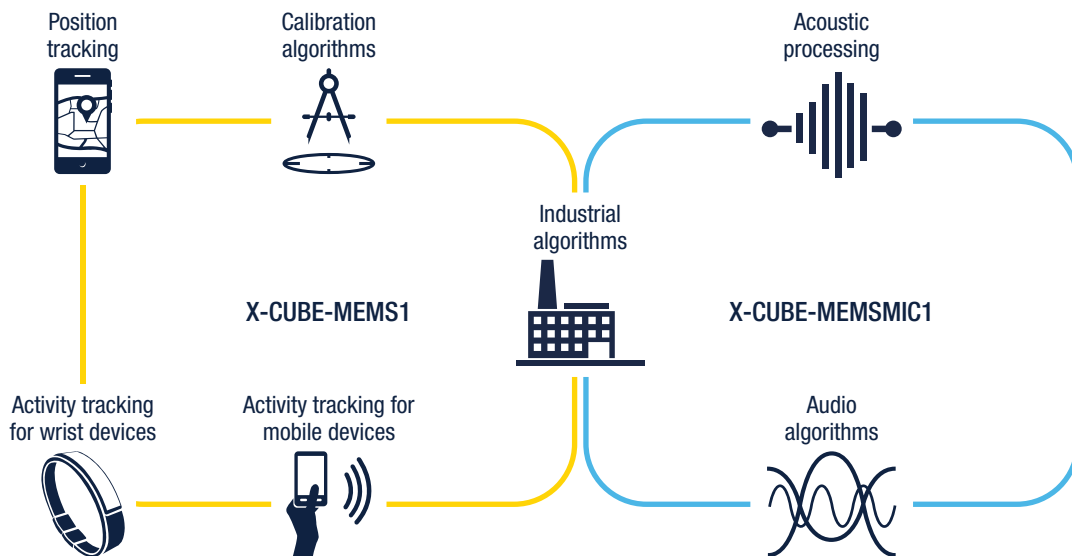 Position
tracking
Calibration
algorithms
Acoustic
processing
Industrial
algorithms
X-CUBE-MEMS1
X-CUBE-MEMSMIC1
Activity tracking
for wrist devices
Activity tracking for
mobile devices
Audio
algorithms